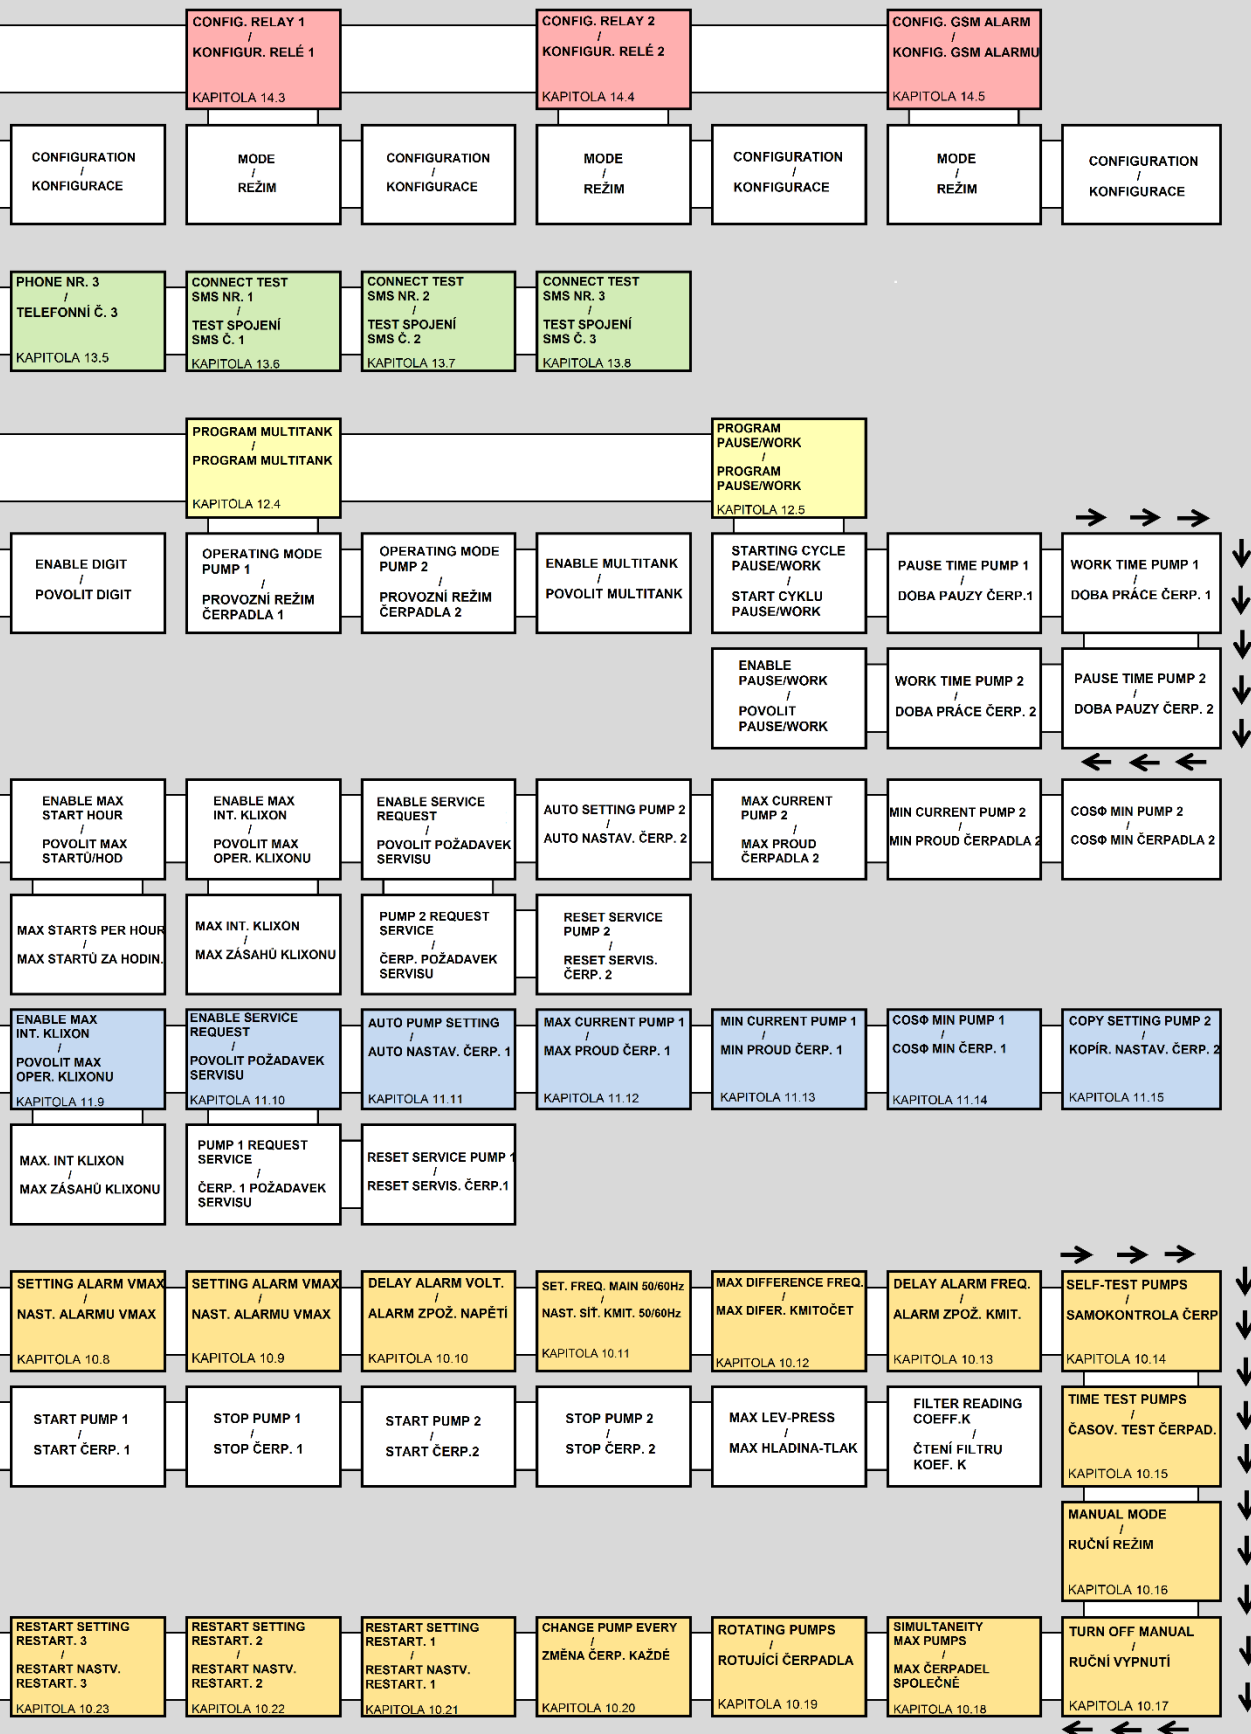 CONFIG. RELAY 1
/
KONFIGUR. RELÉ 1
KAPITOLA 14.3
CONFIG. RELAY 2
/
KONFIGUR. RELÉ 2
KAPITOLA 14.4
CONFIG. GSM ALARM
/
KONFIG. GSM ALARMU
KAPITOLA 14.5
CONFIGURATION
/
KONFIGURACE
MODE
/
REŽIM
CONFIGURATION
/
KONFIGURACE
MODE
/
REŽIM
CONFIGURATION
/
KONFIGURACE
MODE
/
REŽIM
CONFIGURATION
/
KONFIGURACE
PHONE NR. 3
/
TELEFONNÍ Č. 3
KAPITOLA 13.5
CONNECT TEST
SMS NR. 1
/
TEST SPOJENÍ
SMS Č. 1
KAPITOLA 13.6
CONNECT TEST
SMS NR. 2
/
TEST SPOJENÍ
SMS Č. 2
KAPITOLA 13.7
CONNECT TEST
SMS NR. 3
/
TEST SPOJENÍ
SMS Č. 3
KAPITOLA 13.8
PROGRAM MULTITANK
/
PROGRAM MULTITANK
KAPITOLA 12.4
PROGRAM
PAUSE/WORK
/
PROGRAM
PAUSE/WORK
KAPITOLA 12.5
ENABLE DIGIT
/
POVOLIT DIGIT
OPERATING MODE
PUMP 1
/
PROVOZNÍ REŽIM
ČERPADLA 1
OPERATING MODE
PUMP 2
/
PROVOZNÍ REŽIM
ČERPADLA 2
ENABLE MULTITANK
/
POVOLIT MULTITANK
STARTING CYCLE
PAUSE/WORK
/
START CYKLU
PAUSE/WORK
PAUSE TIME PUMP 1
/
DOBA PAUZY ČERP.1
WORK TIME PUMP 1
/
DOBA PRÁCE ČERP. 1
ENABLE
PAUSE/WORK
/
POVOLIT
PAUSE/WORK
WORK TIME PUMP 2
/
DOBA PRÁCE ČERP. 2
PAUSE TIME PUMP 2
/
DOBA PAUZY ČERP. 2
ENABLE MAX
START HOUR
/
POVOLIT MAX
STARTŮ/HOD
ENABLE MAX
INT. KLIXON
/
POVOLIT MAX
OPER. KLIXONU
ENABLE SERVICE
REQUEST
/
POVOLIT POŽADAVEK
SERVISU
AUTO SETTING PUMP 2
/
AUTO NASTAV. ČERP. 2
MAX CURRENT
PUMP 2
/
MAX PROUD
ČERPADLA 2
MIN CURRENT PUMP 2
/
MIN PROUD ČERPADLA 2
COSΦ MIN PUMP 2
/
COSΦ MIN ČERPADLA 2
MAX STARTS PER HOUR
/
MAX STARTŮ ZA HODIN.
MAX INT. KLIXON
/
MAX ZÁSAHŮ KLIXONU
PUMP 2 REQUEST
SERVICE
/
ČERP. POŽADAVEK
SERVISU
RESET SERVICE
PUMP 2
/
RESET SERVIS.
ČERP. 2
ENABLE MAX
INT. KLIXON
/
POVOLIT MAX
OPER. KLIXONU
KAPITOLA 11.9
ENABLE SERVICE
REQUEST
/
POVOLIT POŽADAVEK
SERVISU
KAPITOLA 11.10
AUTO PUMP SETTING
/
AUTO NASTAV. ČERP. 1
KAPITOLA 11.11
MAX CURRENT PUMP 1
/
MAX PROUD ČERP. 1
KAPITOLA 11.12
MIN CURRENT PUMP 1
/
MIN PROUD ČERP. 1
KAPITOLA 11.13
COSΦ MIN PUMP 1
/
COSΦ MIN ČERP. 1
KAPITOLA 11.14
COPY SETTING PUMP 2
/
KOPÍR. NASTAV. ČERP. 2
KAPITOLA 11.15
MAX. INT KLIXON
/
MAX ZÁSAHŮ KLIXONU
PUMP 1 REQUEST
SERVICE
/
ČERP. 1 POŽADAVEK
SERVISU
RESET SERVICE PUMP 1
/
RESET SERVIS. ČERP.1
SETTING ALARM VMAX
/
NAST. ALARMU VMAX
KAPITOLA 10.8
SETTING ALARM VMAX
/
NAST. ALARMU VMAX
KAPITOLA 10.9
DELAY ALARM VOLT.
/
ALARM ZPOŽ. NAPĚTÍ
KAPITOLA 10.10
SET. FREQ. MAIN 50/60Hz
/
NAST. SÍŤ. KMIT. 50/60Hz
KAPITOLA 10.11
MAX DIFFERENCE FREQ.
/
MAX DIFER. KMITOČET
KAPITOLA 10.12
DELAY ALARM FREQ.
/
ALARM ZPOŽ. KMIT.
KAPITOLA 10.13
SELF-TEST PUMPS
/
SAMOKONTROLA ČERP
KAPITOLA 10.14
START PUMP 1
/
START ČERP. 1
STOP PUMP 1
/
STOP ČERP. 1
START PUMP 2
/
START ČERP.2
STOP PUMP 2
/
STOP ČERP. 2
MAX LEV-PRESS
/
MAX HLADINA-TLAK
FILTER READING
COEFF.K
/
ČTENÍ FILTRU
KOEF. K
TIME TEST PUMPS
/
ČASOV. TEST ČERPAD.
KAPITOLA 10.15
MANUAL MODE
/
RUČNÍ REŽIM
KAPITOLA 10.16
RESTART SETTING
RESTART. 3
/
RESTART NASTV.
RESTART. 3
KAPITOLA 10.23
RESTART SETTING
RESTART. 2
/
RESTART NASTV.
RESTART. 2
KAPITOLA 10.22
RESTART SETTING
RESTART. 1
/
RESTART NASTV.
RESTART. 1
KAPITOLA 10.21
CHANGE PUMP EVERY
/
ZMĚNA ČERP. KAŽDÉ
KAPITOLA 10.20
ROTATING PUMPS
/
ROTUJÍCÍ ČERPADLA
KAPITOLA 10.19
SIMULTANEITY
MAX PUMPS
/
MAX ČERPADEL
SPOLEČNĚ
KAPITOLA 10.18
TURN OFF MANUAL
/
RUČNÍ VYPNUTÍ
KAPITOLA 10.17